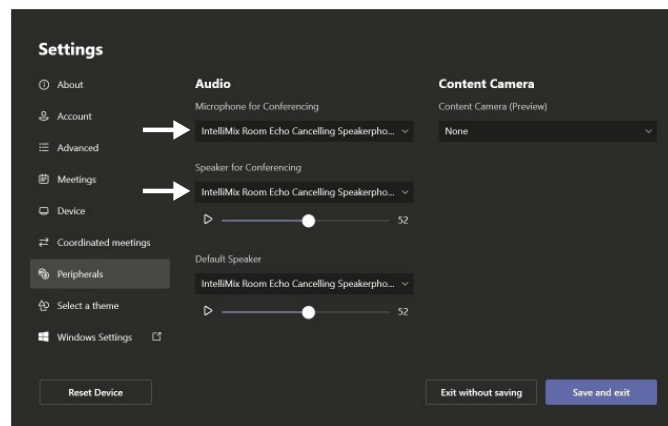 Settings
About
Account
Advanced
Meetings
Device
Coordinated meetings
Peripherals
Select a theme
Windows Settings
Reset Device
Audio
Microphone for Conferencing
IntelliMix Room Echo Cancelling Speakerpho...
Speaker for Conferencing
IntelliMix Room Echo Cancelling Speakerpho...
52
Default Speaker
IntelliMix Room Echo Cancelling Speakerpho...
52
Content Camera
Content Camera (Preview)
None
Exit without saving
Save and exit